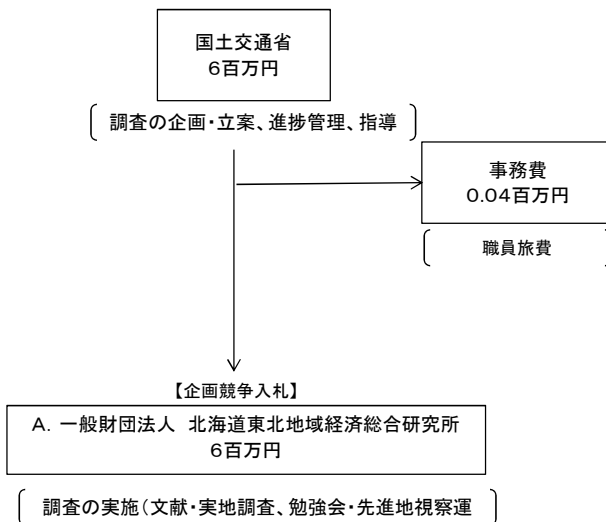 国土交通省
6百万円
調査の企画・立案、進捗管理、指導
事務費
0.04百万円
職員旅費
【企画競争入札】
A. 一般財団法人 北海道東北地域経済総合研究所
6百万円
調査の実施(文献・実地調査、勉強会・先進地視察運